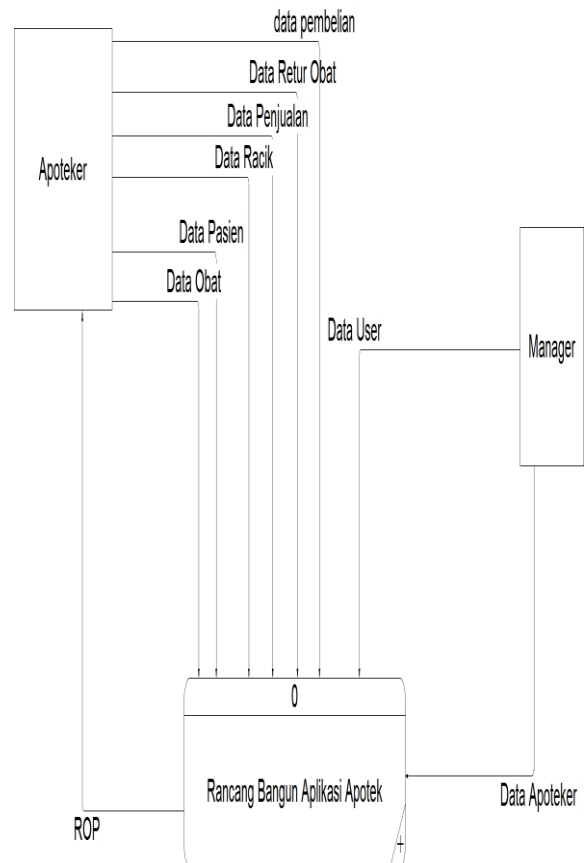 data pembelian
Data Retur Obat
Data Penjualan
Data Racik
Apoteker
Data Pasien
Data Obat
Data User
Manager
0
Rancang Bangun Aplikasi Apotek
Data Apoteker
ROP
+